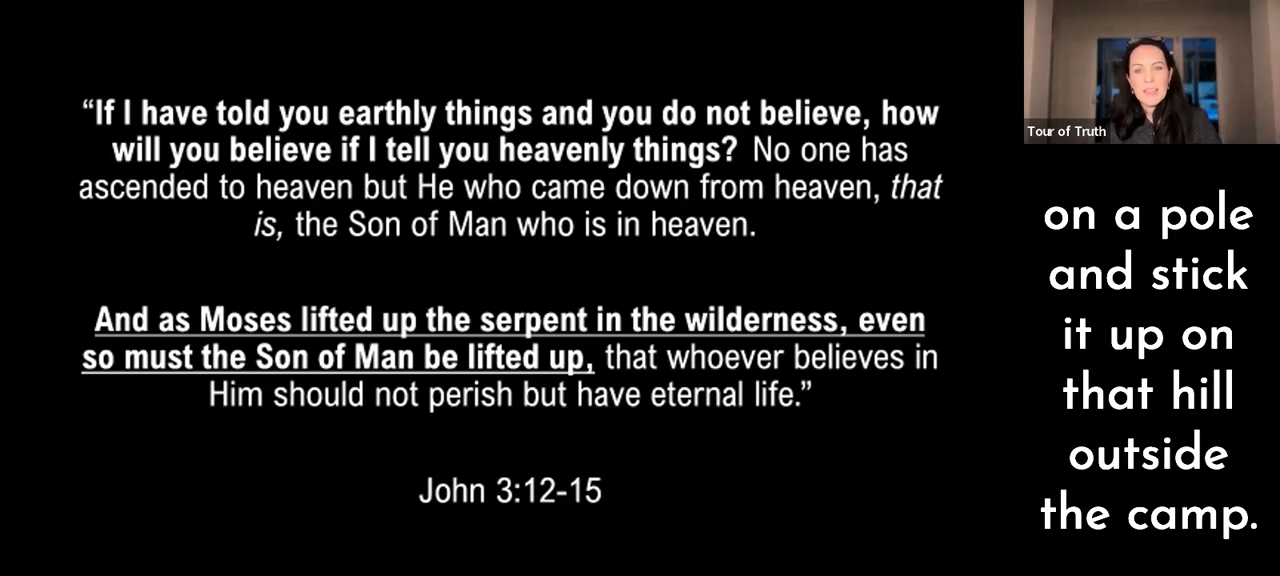 “If I have told you earthly things and you do not believe, how
will you believe if I tell you heavenly things? No one has
ascended to heaven but He who came down from heaven, that
is, the Son of Man who is in heaven.
And as Moses lifted up the serpent in the wilderness, even
so must the Son of Man be lifted up, that whoever believes in
Him should not perish but have eternal life.”
John 3:12-15
Tour of Truth
on a pole
and stick
it up on
that hill
outside
the camp.